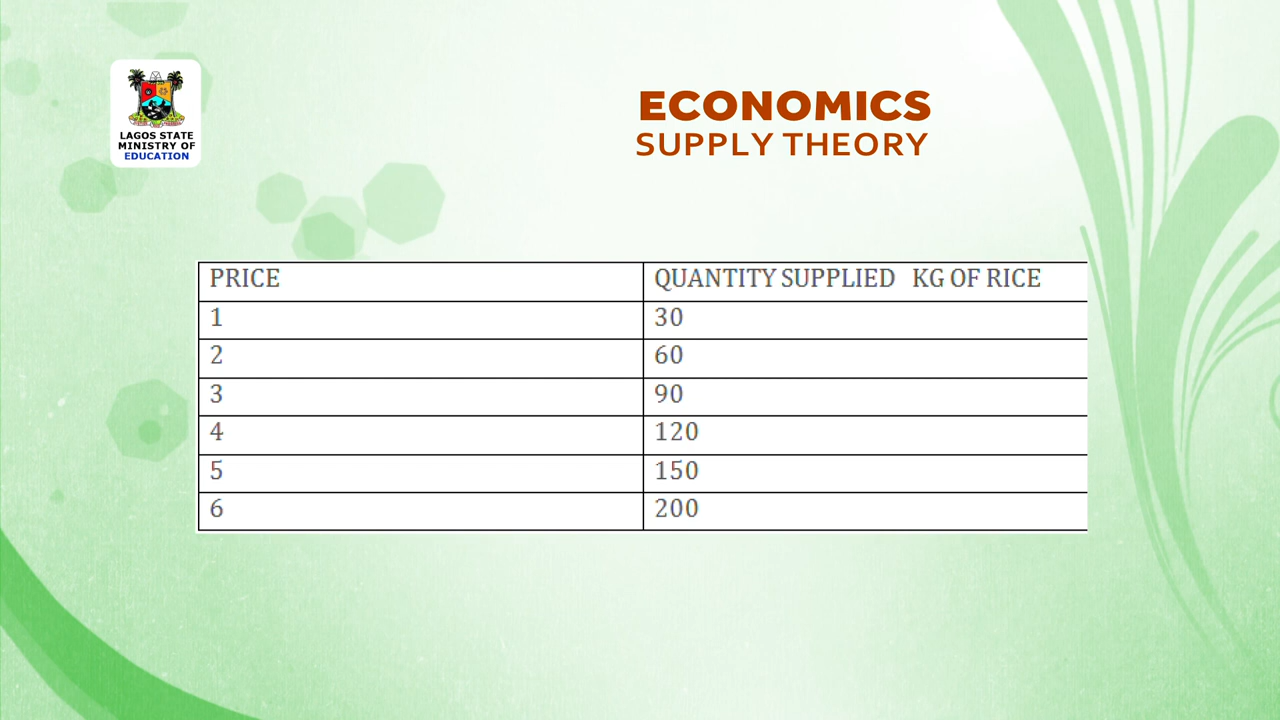 LAGOS STATE
MINISTRY OF
EDUCATION
ECONOMICS
SUPPLY THEORY
PRICE QUANTITY SUPPLIED KG OF RICE
1 30
2 60
3 90
4 120
5 150
6 200